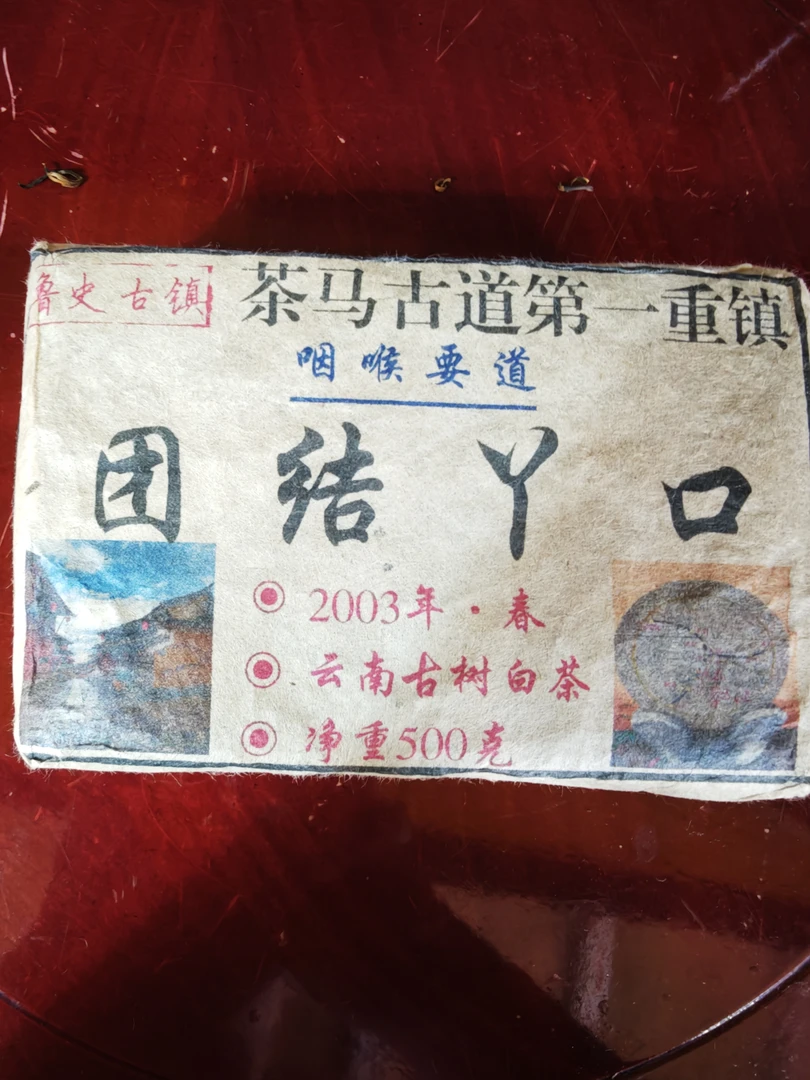 鲁史古镇
茶马古道第一重镇
咽喉要道
团结丫口
2003年·春
云南古树白茶
净重500克